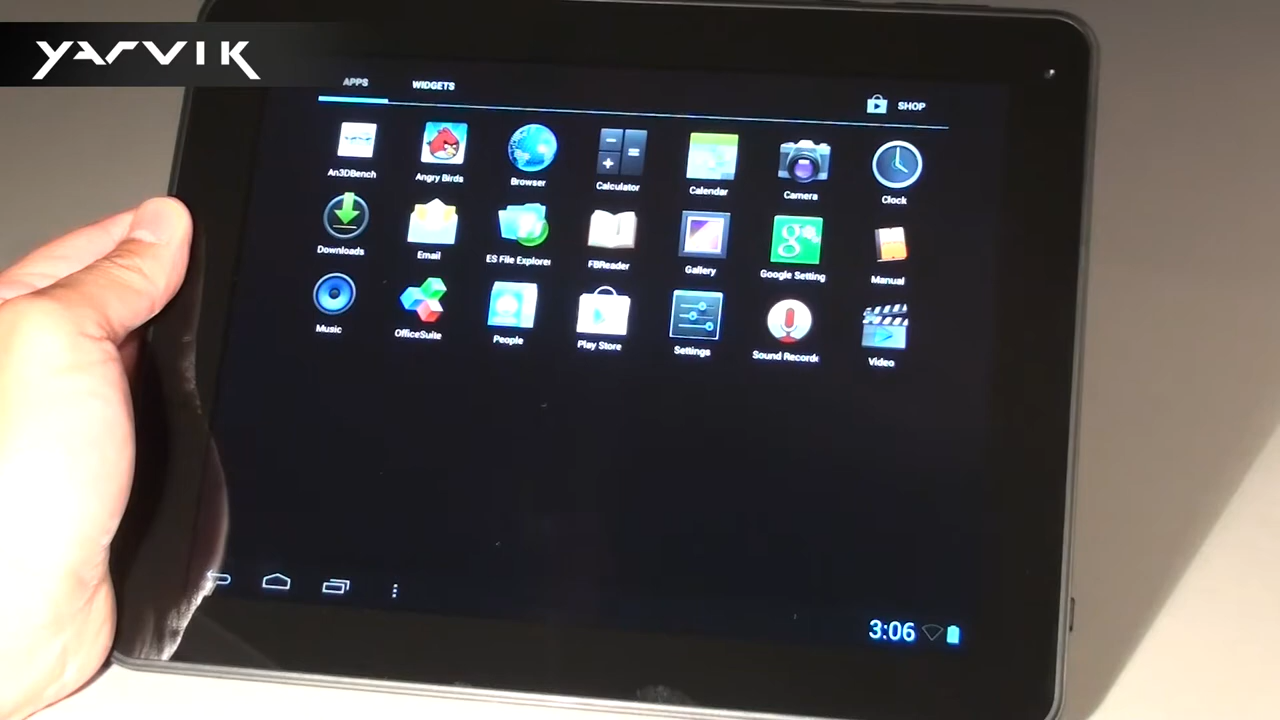 YARVIK
APPS WIDGETS SHOP
An3DBench Angry Birds Browser Calculator Calendar Camera Clock
Downloads Email ES File Explorer FBReader Gallery Google Setting Manual
Music OfficeSuite People Play Store Settings Sound Recorde Video
3:06